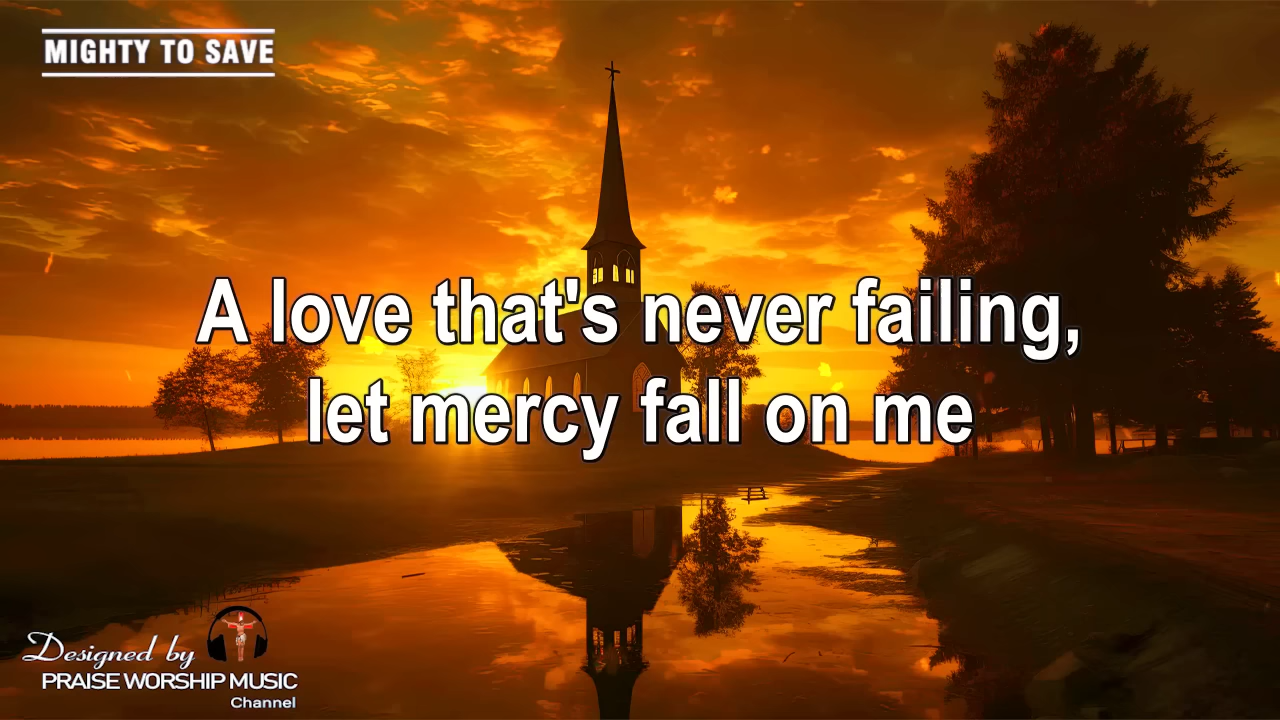 MIGHTY TO SAVE
A love that's never failing,
let mercy fall on me
Designed by
PRAISE WORSHIP MUSIC
Channel